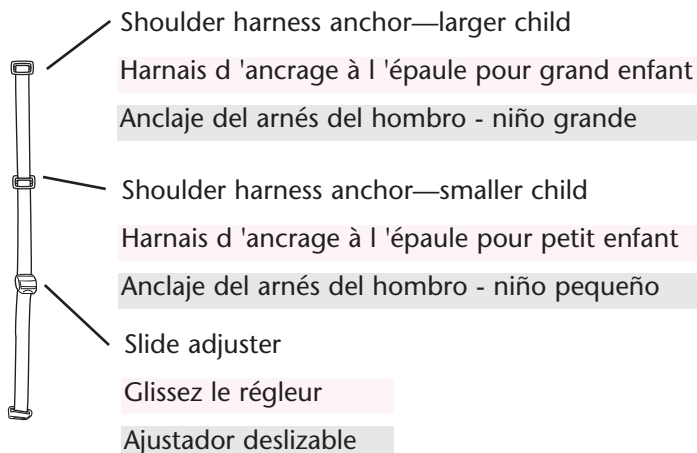 Shoulder harness anchor—larger child
Harnais d 'ancrage à l 'épaule pour grand enfant
Anclaje del arnés del hombro - niño grande
Shoulder harness anchor—smaller child
Harnais d 'ancrage à l 'épaule pour petit enfant
Anclaje del arnés del hombro - niño pequeño
Slide adjuster
Glissez le régleur
Ajustador deslizable